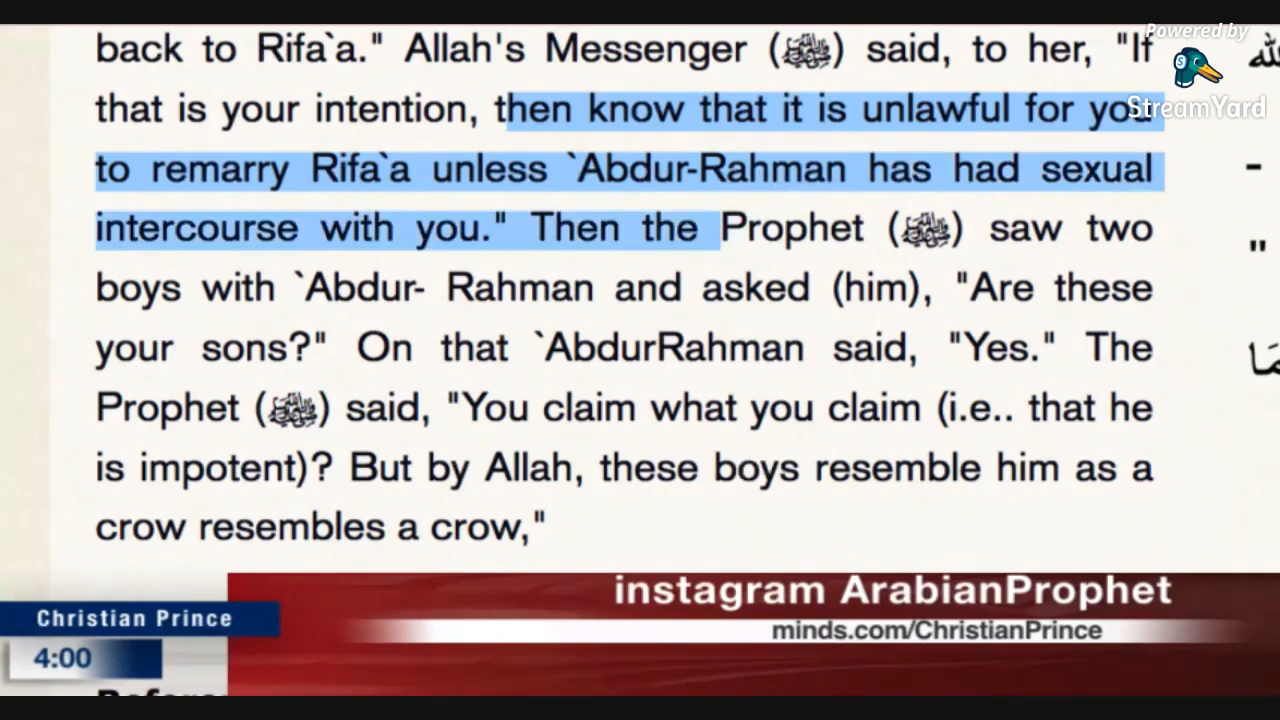 Powered by
StreamYard
back to Rifa`a." Allah's Messenger (ﷺ) said, to her, "If
that is your intention, then know that it is unlawful for you
to remarry Rifa`a unless `Abdur-Rahman has had sexual
intercourse with you." Then the Prophet (ﷺ) saw two
boys with `Abdur- Rahman and asked (him), "Are these
your sons?" On that `AbdurRahman said, "Yes." The
Prophet (ﷺ) said, "You claim what you claim (i.e.. that he
is impotent)? But by Allah, these boys resemble him as a
crow resembles a crow,"
instagram ArabianProphet
minds.com/ChristianPrince
Christian Prince
4:00